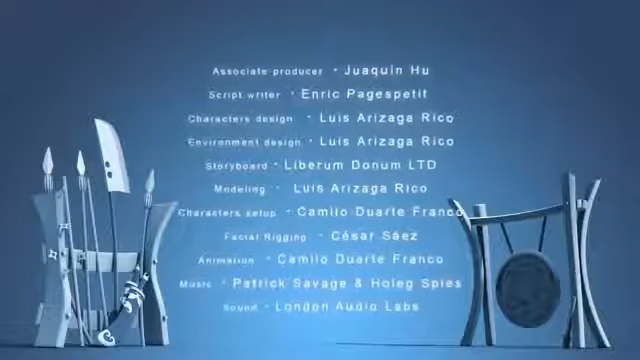 Associate producer · Juaquin Hu
Script writer · Enric Pagespetit
Characters design · Luis Arizaga Rico
Environment design · Luis Arizaga Rico
Storyboard · Liberum Donum LTD
Modeling · Luis Arizaga Rico
Characters setup · Camilo Duarte Franco
Facial Rigging · César Sáez
Animation · Camilo Duarte Franco
Music · Patrick Savage & Holeg Spies
Sound · London Audio Labs